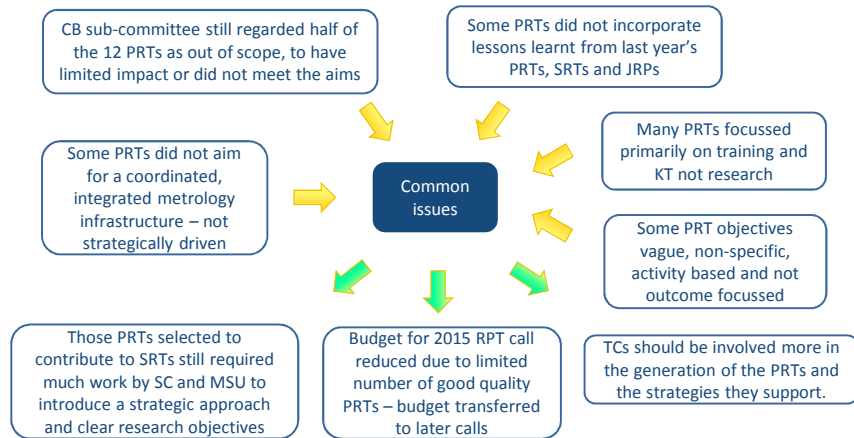 CB sub-committee still regarded half
of the 12 PRTs as out of scope, to have
limited impact or did not meet the aims
Some PRTs did not incorporate
lessons learnt from last year's
PRTs, SRTs and JRPs
Some PRTs did not aim
for a coordinated,
integrated metrology
infrastructure – not
strategically driven
Common
issues
Many PRTs focussed
primarily on training and
KT not research
Some PRT objectives
vague, non-specific,
activity based and not
outcome focussed
Those PRTs selected to
contribute to SRTs still required
much work by SC and MSU to
introduce a strategic approach
and clear research objectives
Budget for 2015 RPT call
reduced due to limited
number of good quality
PRTs – budget transferred
to later calls
TCs should be involved more in
the generation of the PRTs and
the strategies they support.